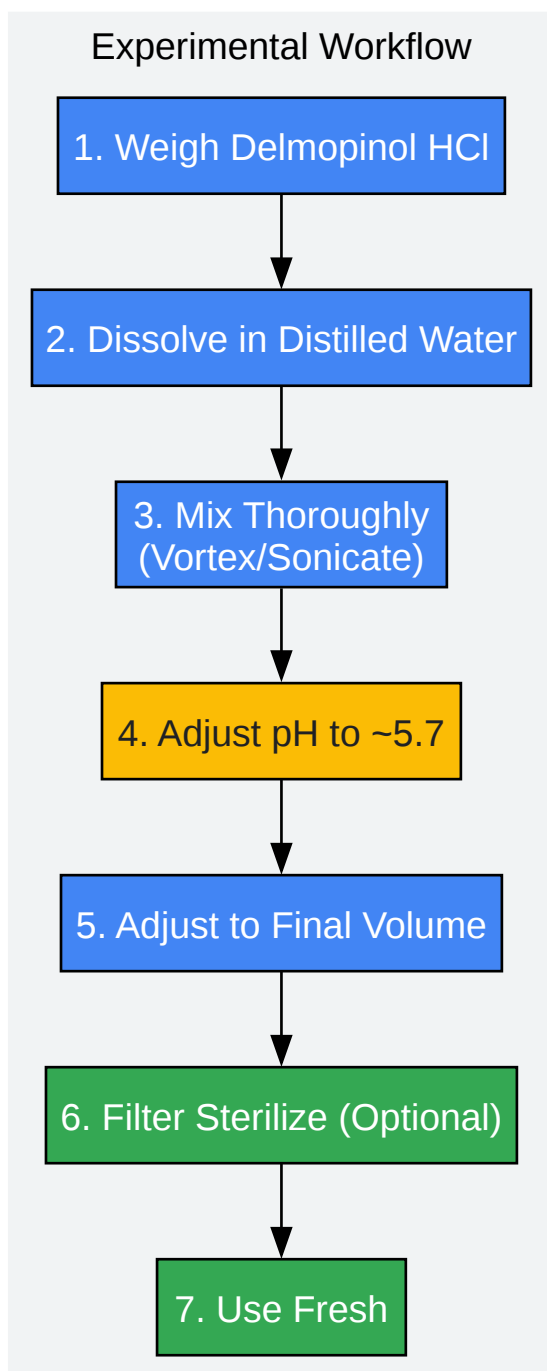 Experimental Workflow
1. Weigh Delmopinol HCl
2. Dissolve in Distilled Water
3. Mix Thoroughly
(Vortex/Sonicate)
4. Adjust pH to ~5.7
5. Adjust to Final Volume
6. Filter Sterilize (Optional)
7. Use Fresh